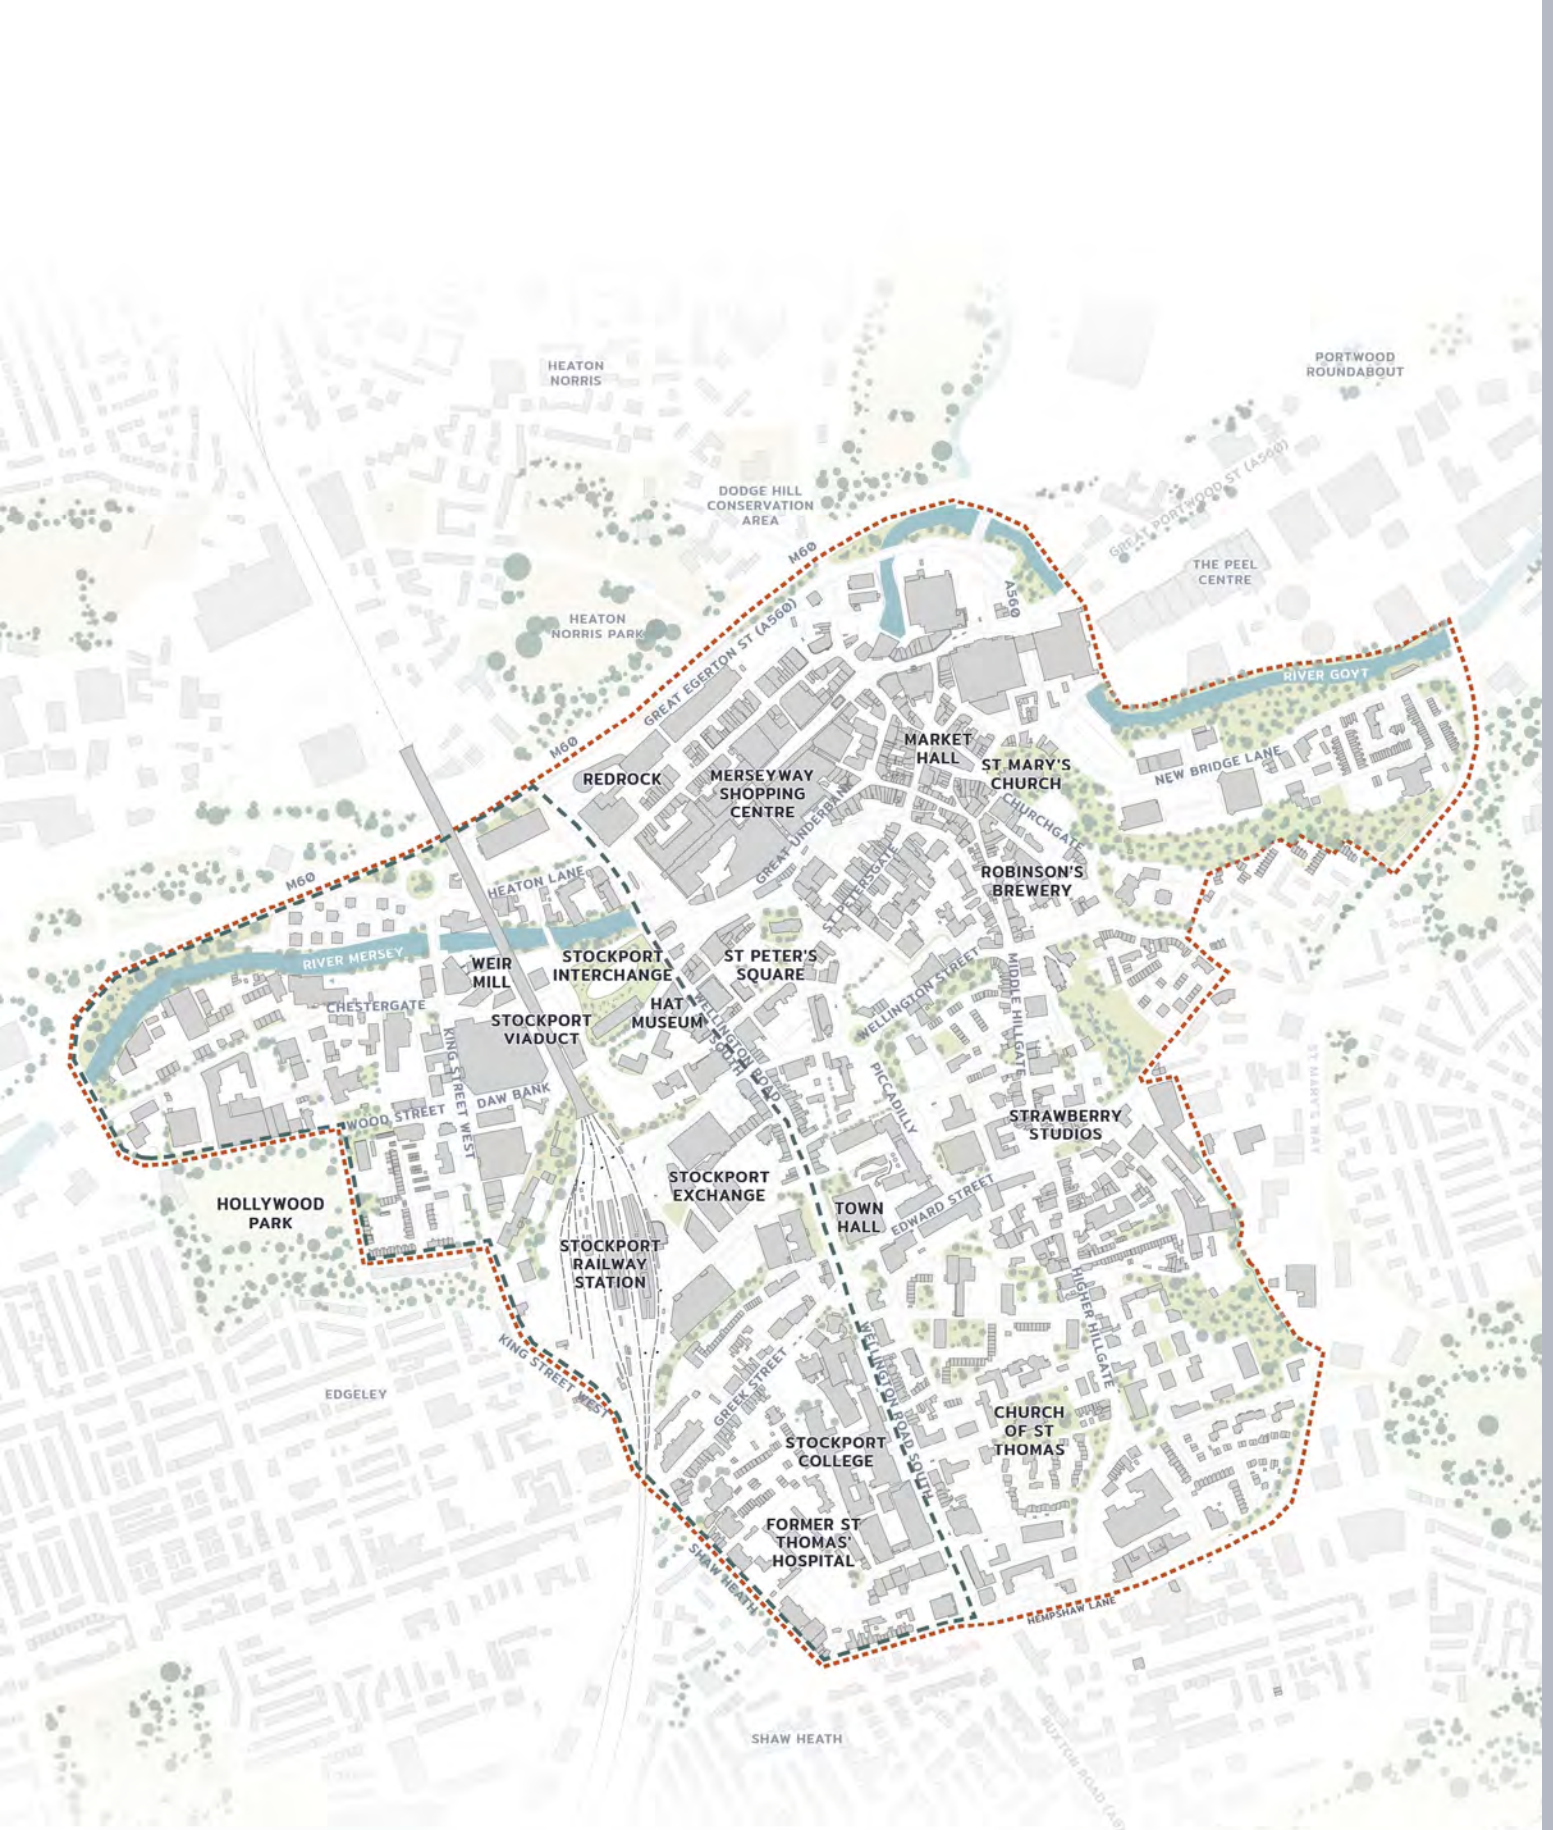 HEATON
NORRIS
PORTWOOD
ROUNDABOUT
GREAT PORTWOOD ST (A560)
DODGE HILL
CONSERVATION
AREA
M60
THE PEEL
CENTRE
A560
HEATON
NORRIS PARK
GREAT EGERTON ST (A560)
RIVER GOYT
M60
MARKET
HALL
REDROCK
MERSEYWAY
SHOPPING
CENTRE
ST MARY'S
CHURCH
NEW BRIDGE LANE
CHURCHGATE
GREAT UNDERBANK
ST PETERSGATE
ROBINSON'S
BREWERY
M60
HEATON LANE
RIVER MERSEY
WEIR
MILL
STOCKPORT
INTERCHANGE
ST PETER'S
SQUARE
WELLINGTON STREET
MIDDLE HILLGATE
CHESTERGATE
HAT
MUSEUM
STOCKPORT
VIADUCT
WELLINGTON ROAD
SOUTH
KING STREET WEST
DAW BANK
WOOD STREET
PICCADILLY
STRAWBERRY
STUDIOS
ST MARY'S WAY
HOLLYWOOD
PARK
STOCKPORT
EXCHANGE
TOWN
HALL
EDWARD STREET
STOCKPORT
RAILWAY
STATION
HIGHER HILLGATE
KING STREET WEST
EDGELEY
GREEK STREET
WELLINGTON ROAD SOUTH
CHURCH
OF ST
THOMAS
STOCKPORT
COLLEGE
FORMER ST
THOMAS'
HOSPITAL
SHAW HEATH
HEMPSHAW LANE
SHAW HEATH
BUXTON ROAD